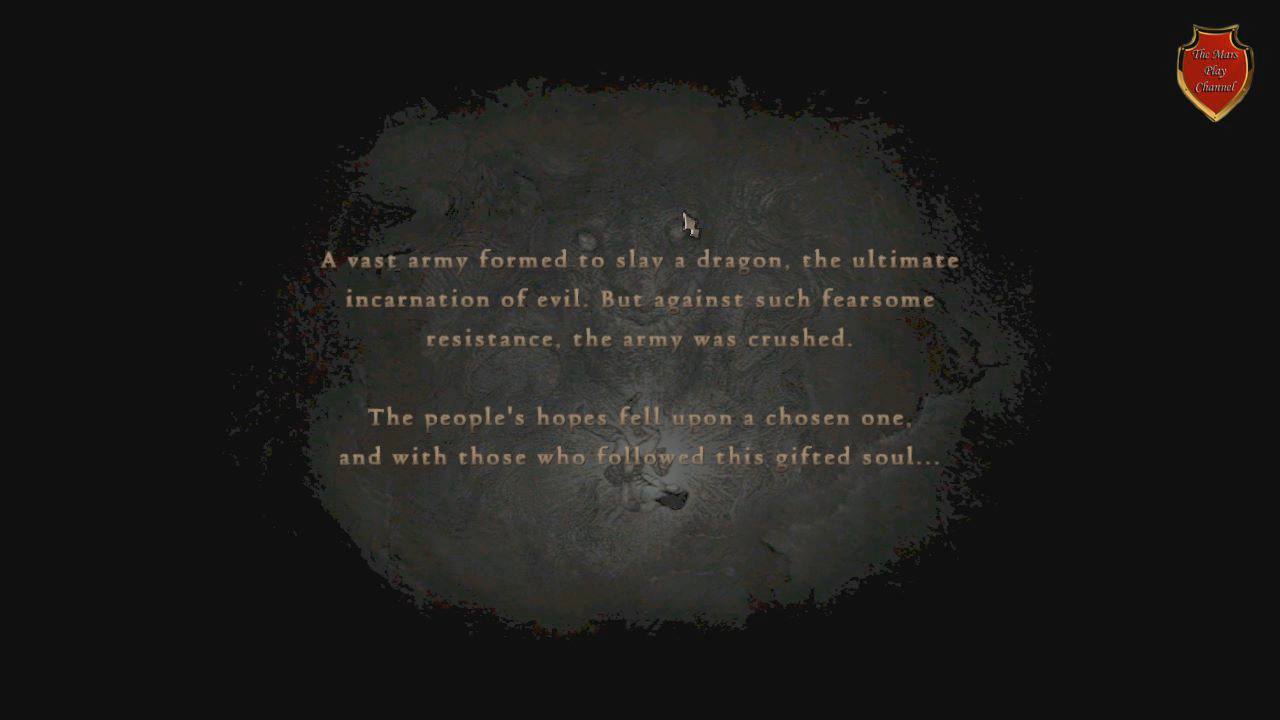 The Mars
Play
Channel
A vast army formed to slay a dragon, the ultimate
incarnation of evil. But against such fearsome
resistance, the army was crushed.
The people's hopes fell upon a chosen one,
and with those who followed this gifted soul...